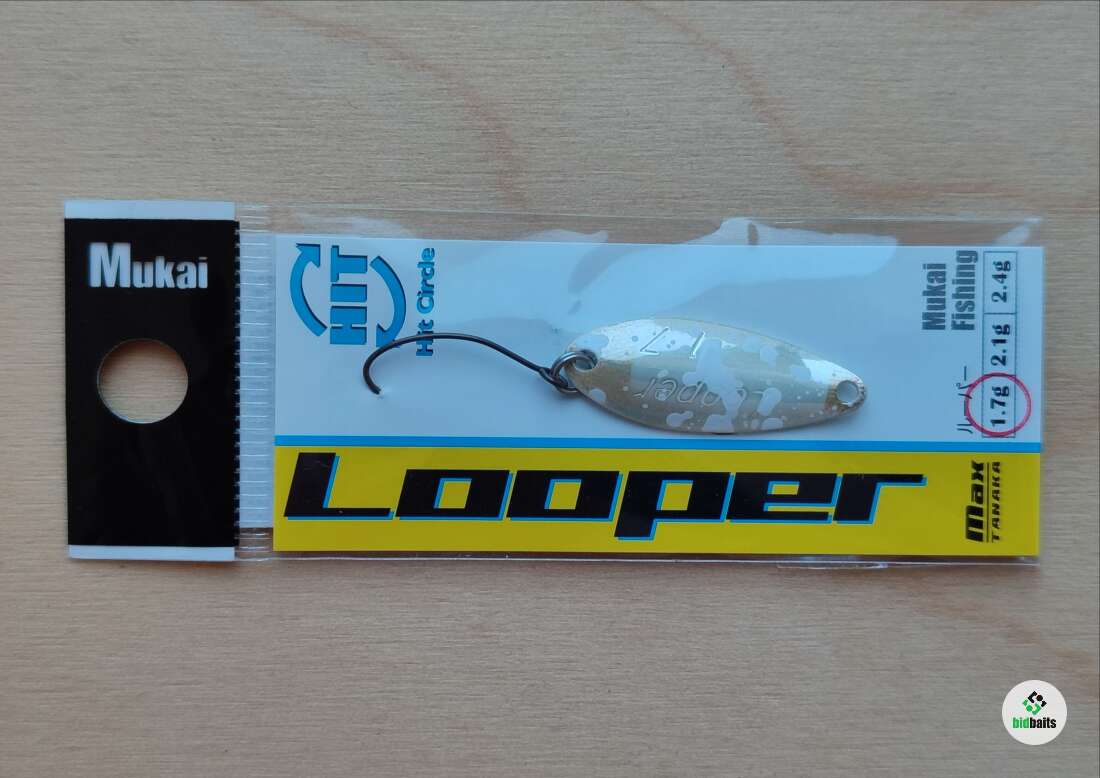 Mukai
HIT
Hit Circle
1.7
Looper
Mukai
Fishing
ルーパー
1.7g 2.1g 2.4g
Looper
Max
TANAKA
bidbaits